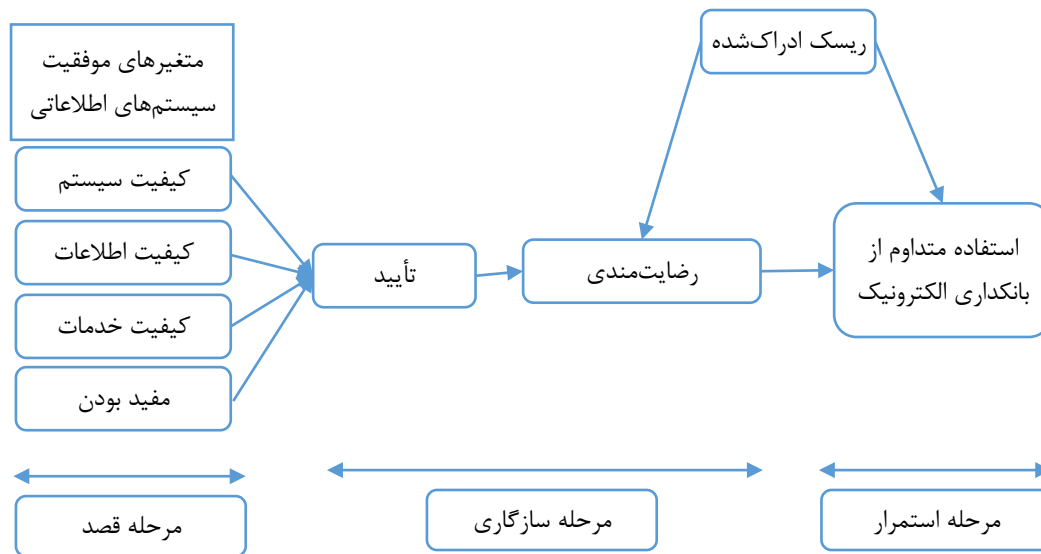 متغیرهای موفقیت
سیستم‌های اطلاعاتی
ریسک ادراک‌شده
کیفیت سیستم
کیفیت اطلاعات
کیفیت خدمات
مفید بودن
تأیید
رضایت‌مندی
استفاده متداوم از
بانکداری الکترونیک
مرحله قصد
مرحله سازگاری
مرحله استمرار